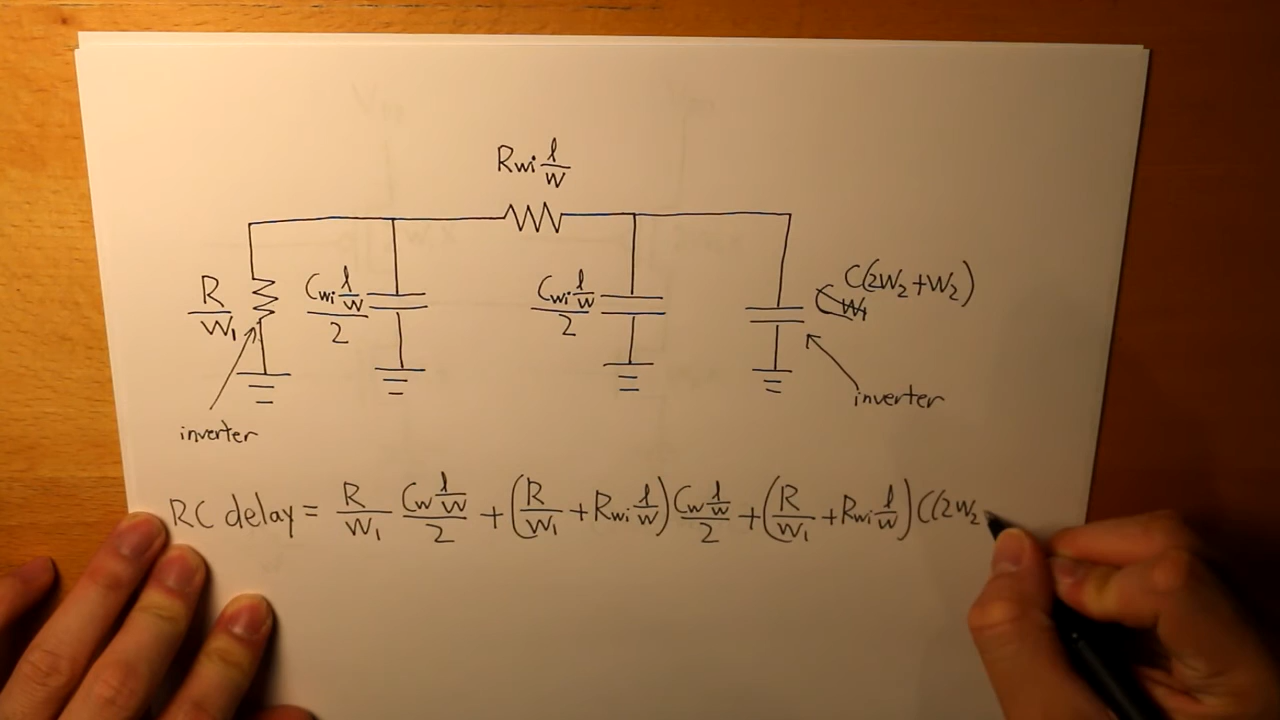 Rwi l/w
R/W₁
Cwi l/w / 2
Cwi l/w / 2
C(2W₂+W₂)
inverter
inverter
RC delay = R/W₁ Cw l/w / 2 + (R/W₁ + Rwi l/w) Cw l/w / 2 + (R/W₁ + Rwi l/w) C(2W₂